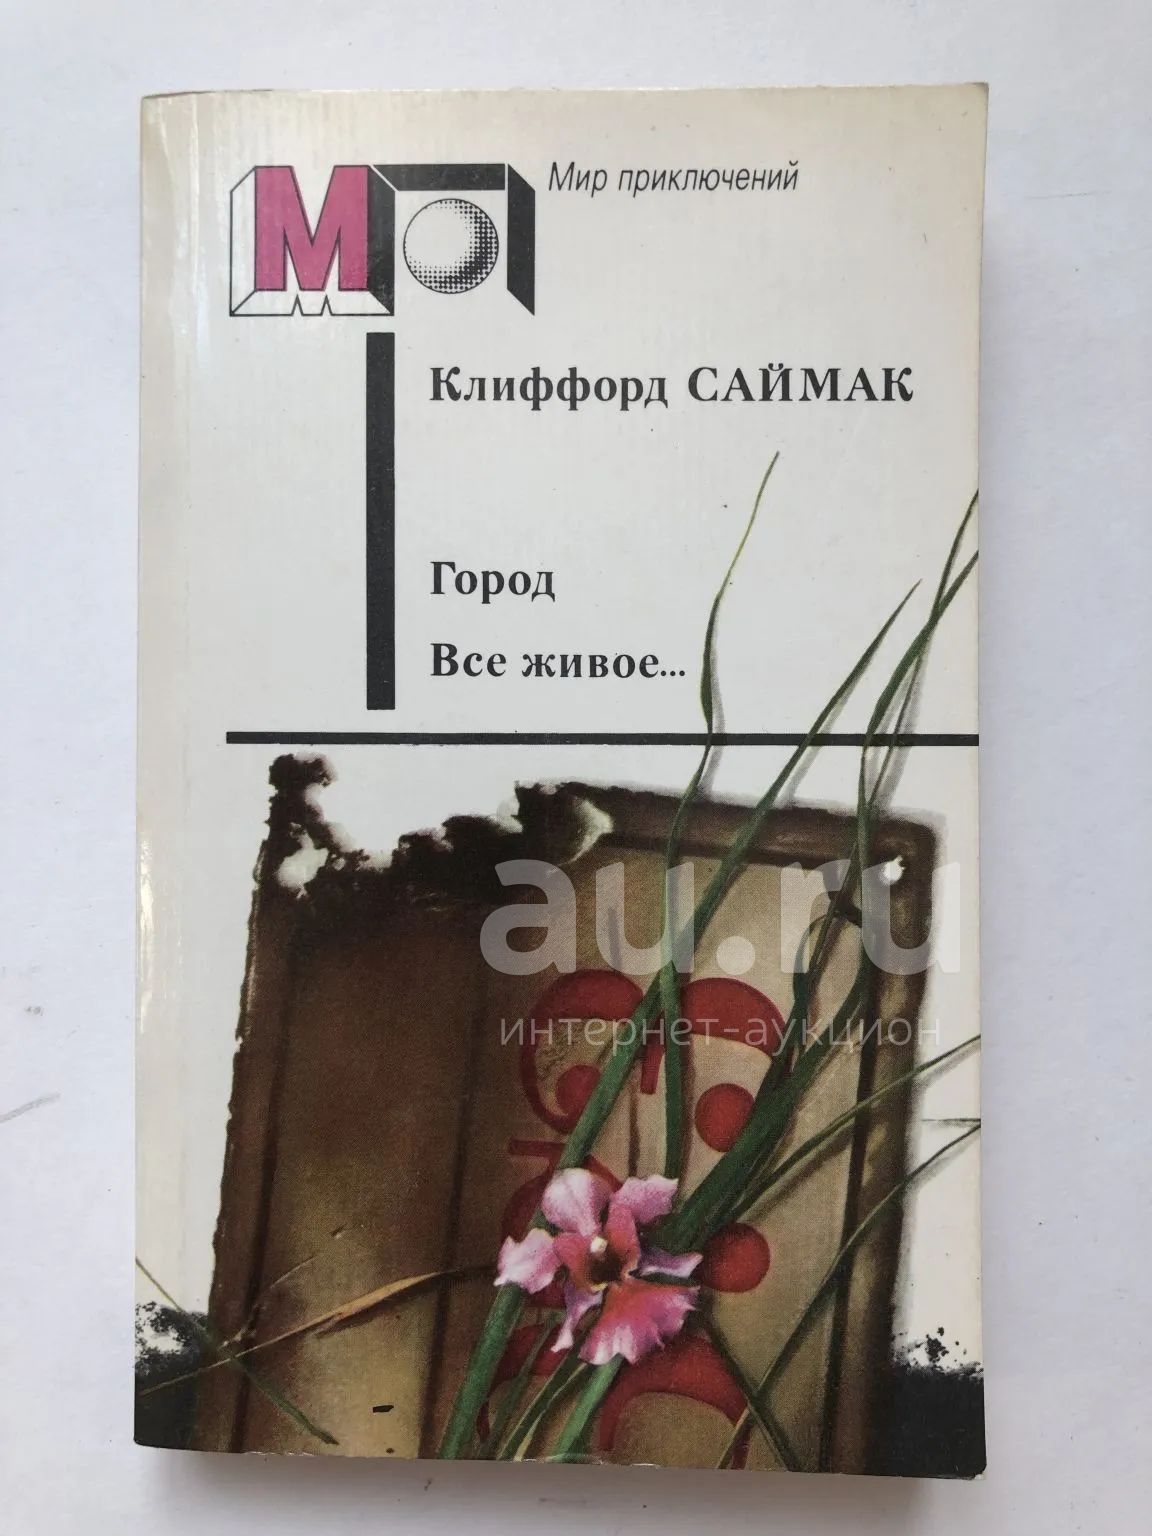 М
Мир приключений
Клиффорд САЙМАК
Город
Все живое...
au.ru
интернет-аукцион